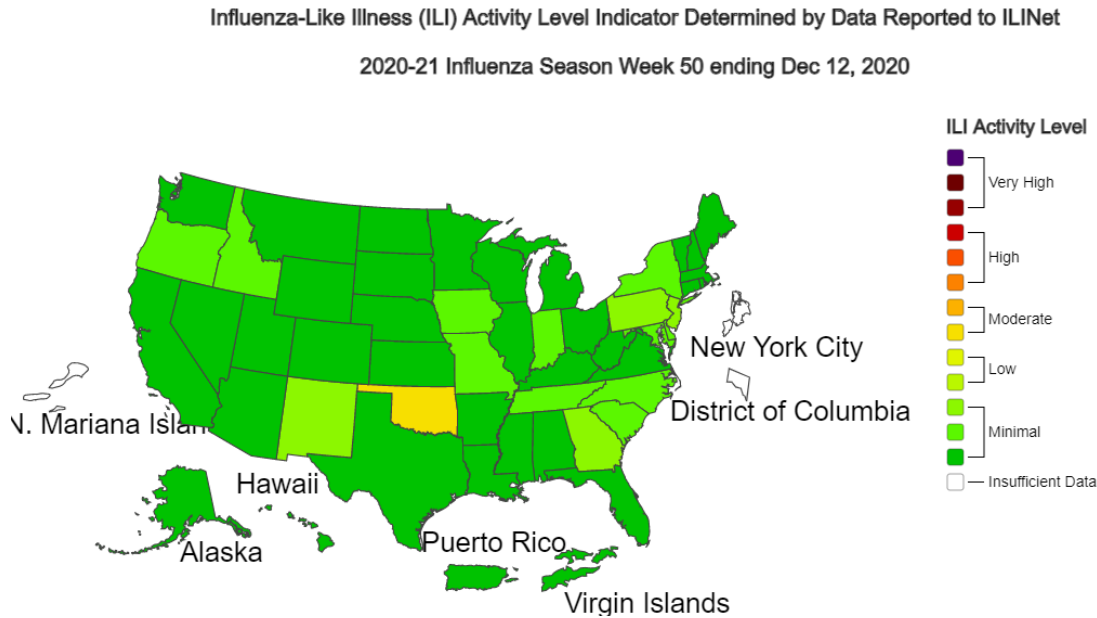 Influenza-Like Illness (ILI) Activity Level Indicator Determined by Data Reported to ILINet
2020-21 Influenza Season Week 50 ending Dec 12, 2020
ILI Activity Level
Very High
High
Moderate
Low
Minimal
Insufficient Data
New York City
District of Columbia
N. Mariana Islan
Hawaii
Alaska
Puerto Rico
Virgin Islands